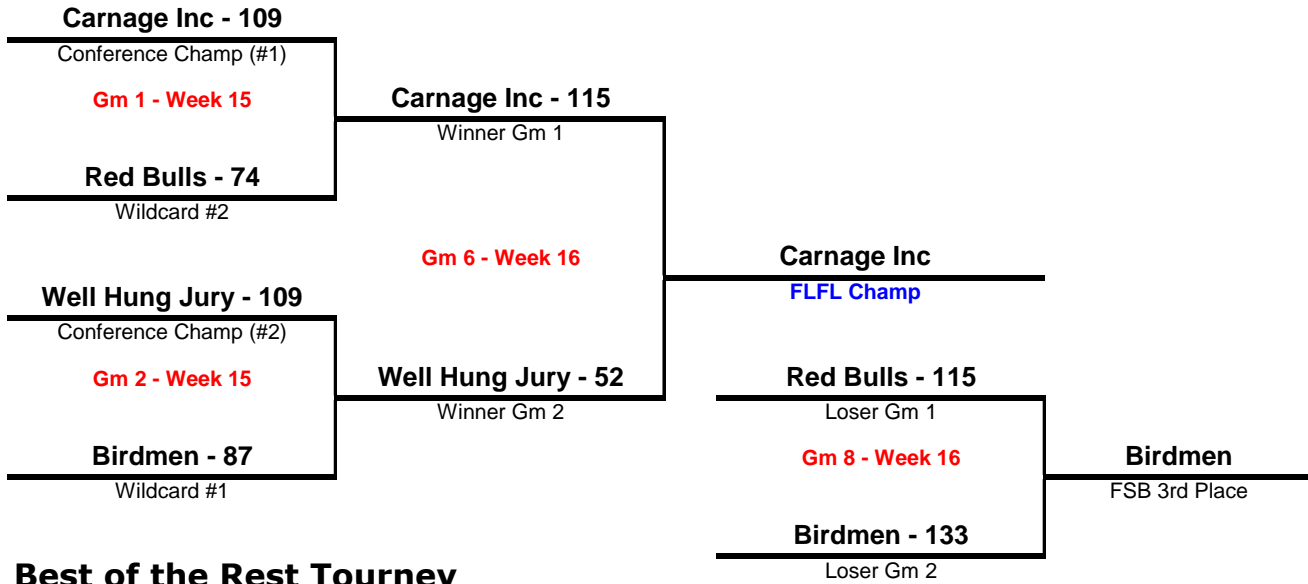 Carnage Inc - 109
Conference Champ (#1)
Gm 1 - Week 15
Carnage Inc - 115
Winner Gm 1
Red Bulls - 74
Wildcard #2
Gm 6 - Week 16
Carnage Inc
FLFL Champ
Well Hung Jury - 109
Conference Champ (#2)
Gm 2 - Week 15
Well Hung Jury - 52
Winner Gm 2
Red Bulls - 115
Loser Gm 1
Birdmen - 87
Wildcard #1
Gm 8 - Week 16
Birdmen
FSB 3rd Place
Birdmen - 133
Loser Gm 2
Best of the Rest Tourney